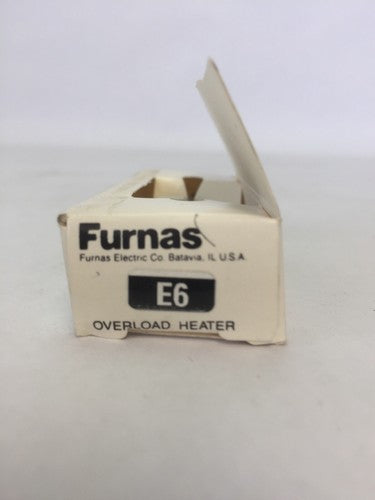 Furnas
Furnas Electric Co. Batavia, IL U.S.A.
E6
OVERLOAD HEATER